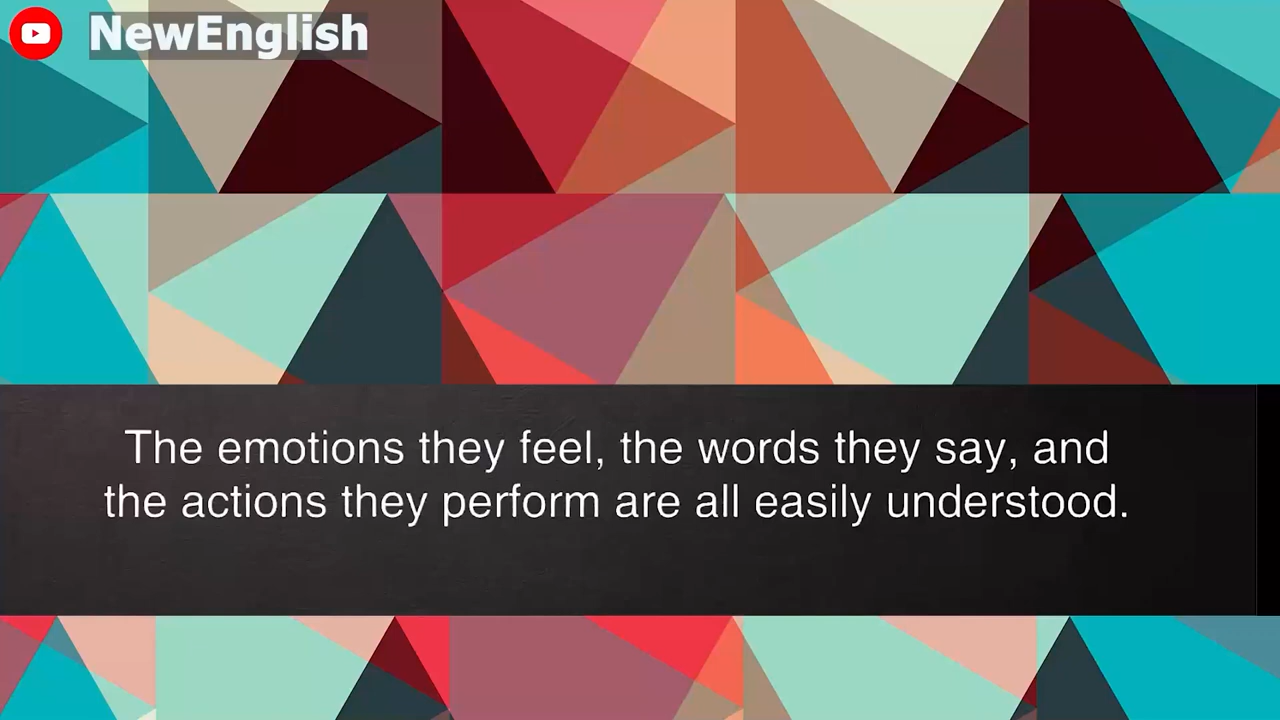 NewEnglish
The emotions they feel, the words they say, and
the actions they perform are all easily understood.